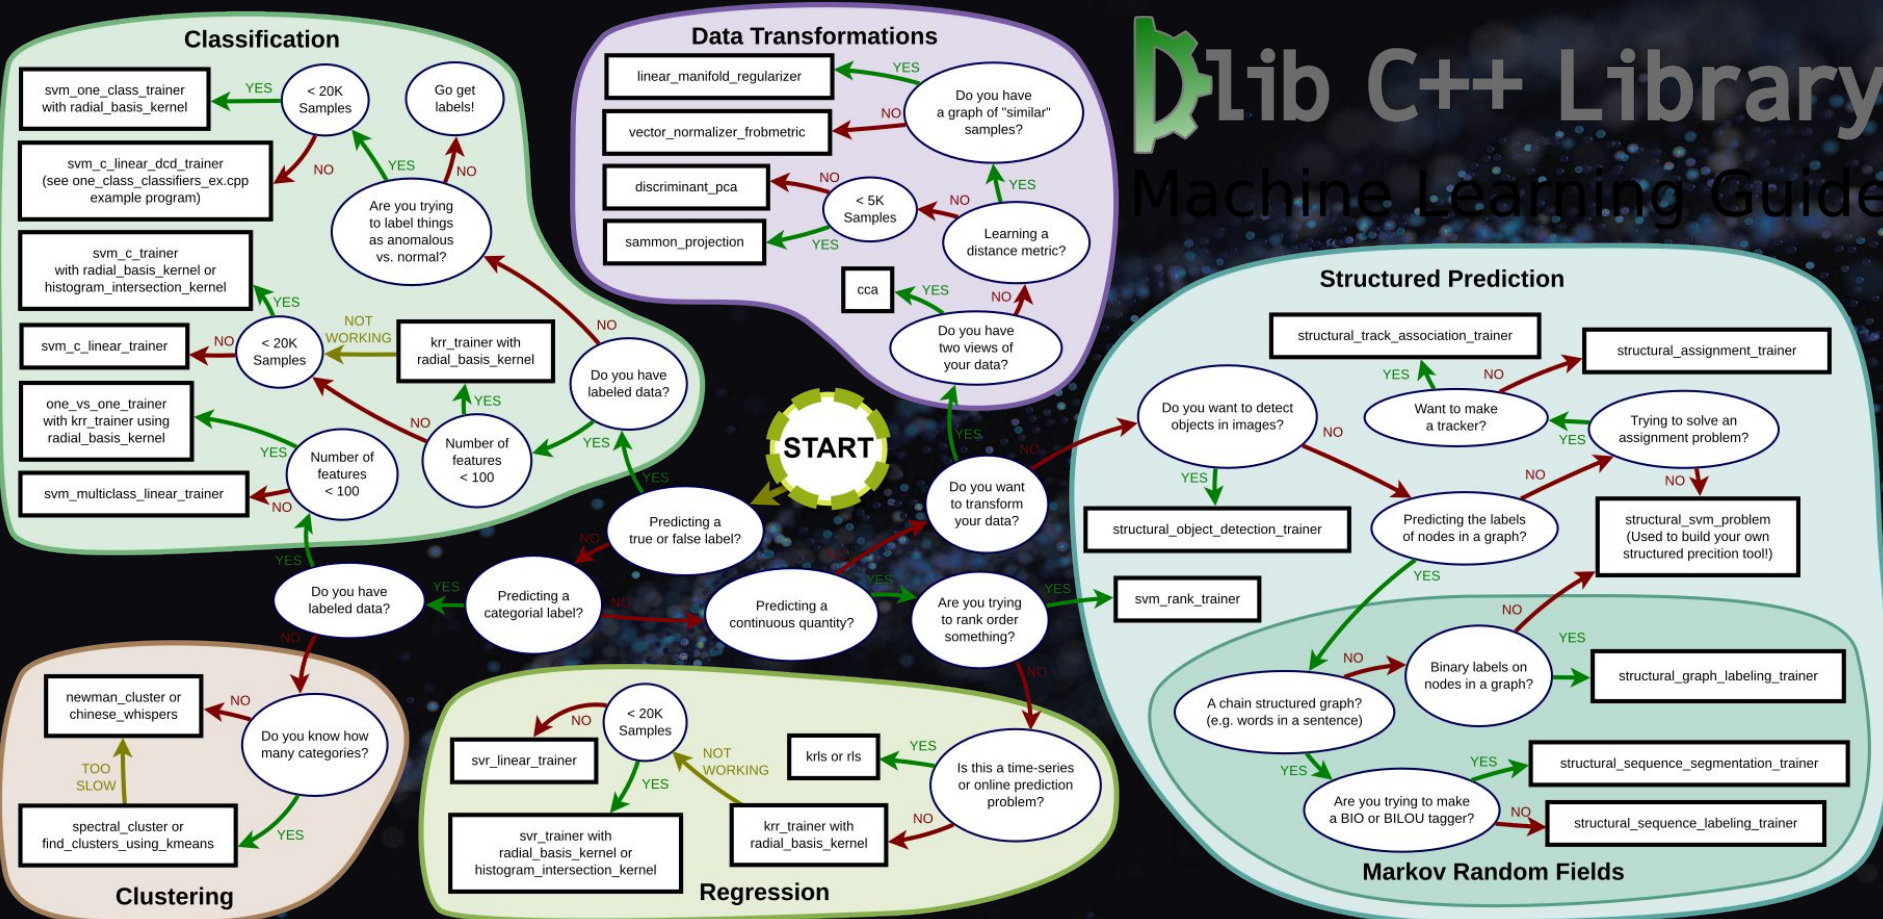 Dlib C++ Library
Machine Learning Guide
Classification
svm_one_class_trainer
with radial_basis_kernel
YES
< 20K
Samples
Go get
labels!
svm_c_linear_dcd_trainer
(see one_class_classifiers_ex.cpp
example program)
NO
YES
NO
Are you trying
to label things
as anomalous
vs. normal?
svm_c_trainer
with radial_basis_kernel or
histogram_intersection_kernel
YES
NO
svm_c_linear_trainer
NO
< 20K
Samples
NOT
WORKING
krr_trainer with
radial_basis_kernel
Do you have
labeled data?
one_vs_one_trainer
with krr_trainer using
radial_basis_kernel
YES
NO
YES
YES
Number of
features
< 100
Number of
features
< 100
svm_multiclass_linear_trainer
NO
YES
YES
Data Transformations
linear_manifold_regularizer
YES
Do you have
a graph of "similar"
samples?
vector_normalizer_frobmetric
NO
YES
discriminant_pca
NO
< 5K
Samples
NO
Learning a
distance metric?
sammon_projection
YES
cca
YES
NO
Do you have
two views of
your data?
YES
START
Predicting a
true or false label?
NO
Do you have
labeled data?
YES
Predicting a
categorial label?
NO
Predicting a
continuous quantity?
NO
YES
Do you want
to transform
your data?
NO
Are you trying
to rank order
something?
YES
NO
NO
Clustering
newman_cluster or
chinese_whispers
NO
Do you know how
many categories?
TOO
SLOW
YES
spectral_cluster or
find_clusters_using_kmeans
Regression
svr_linear_trainer
NO
< 20K
Samples
YES
NOT
WORKING
svr_trainer with
radial_basis_kernel or
histogram_intersection_kernel
krr_trainer with
radial_basis_kernel
krls or rls
YES
NO
Is this a time-series
or online prediction
problem?
Structured Prediction
structural_track_association_trainer
structural_assignment_trainer
YES
NO
Do you want to detect
objects in images?
NO
Want to make
a tracker?
YES
Trying to solve an
assignment problem?
YES
NO
NO
structural_object_detection_trainer
Predicting the labels
of nodes in a graph?
structural_svm_problem
(Used to build your own
structured precition tool!)
YES
svm_rank_trainer
NO
YES
NO
Binary labels on
nodes in a graph?
structural_graph_labeling_trainer
A chain structured graph?
(e.g. words in a sentence)
YES
YES
structural_sequence_segmentation_trainer
Are you trying to make
a BIO or BILOU tagger?
NO
structural_sequence_labeling_trainer
Markov Random Fields